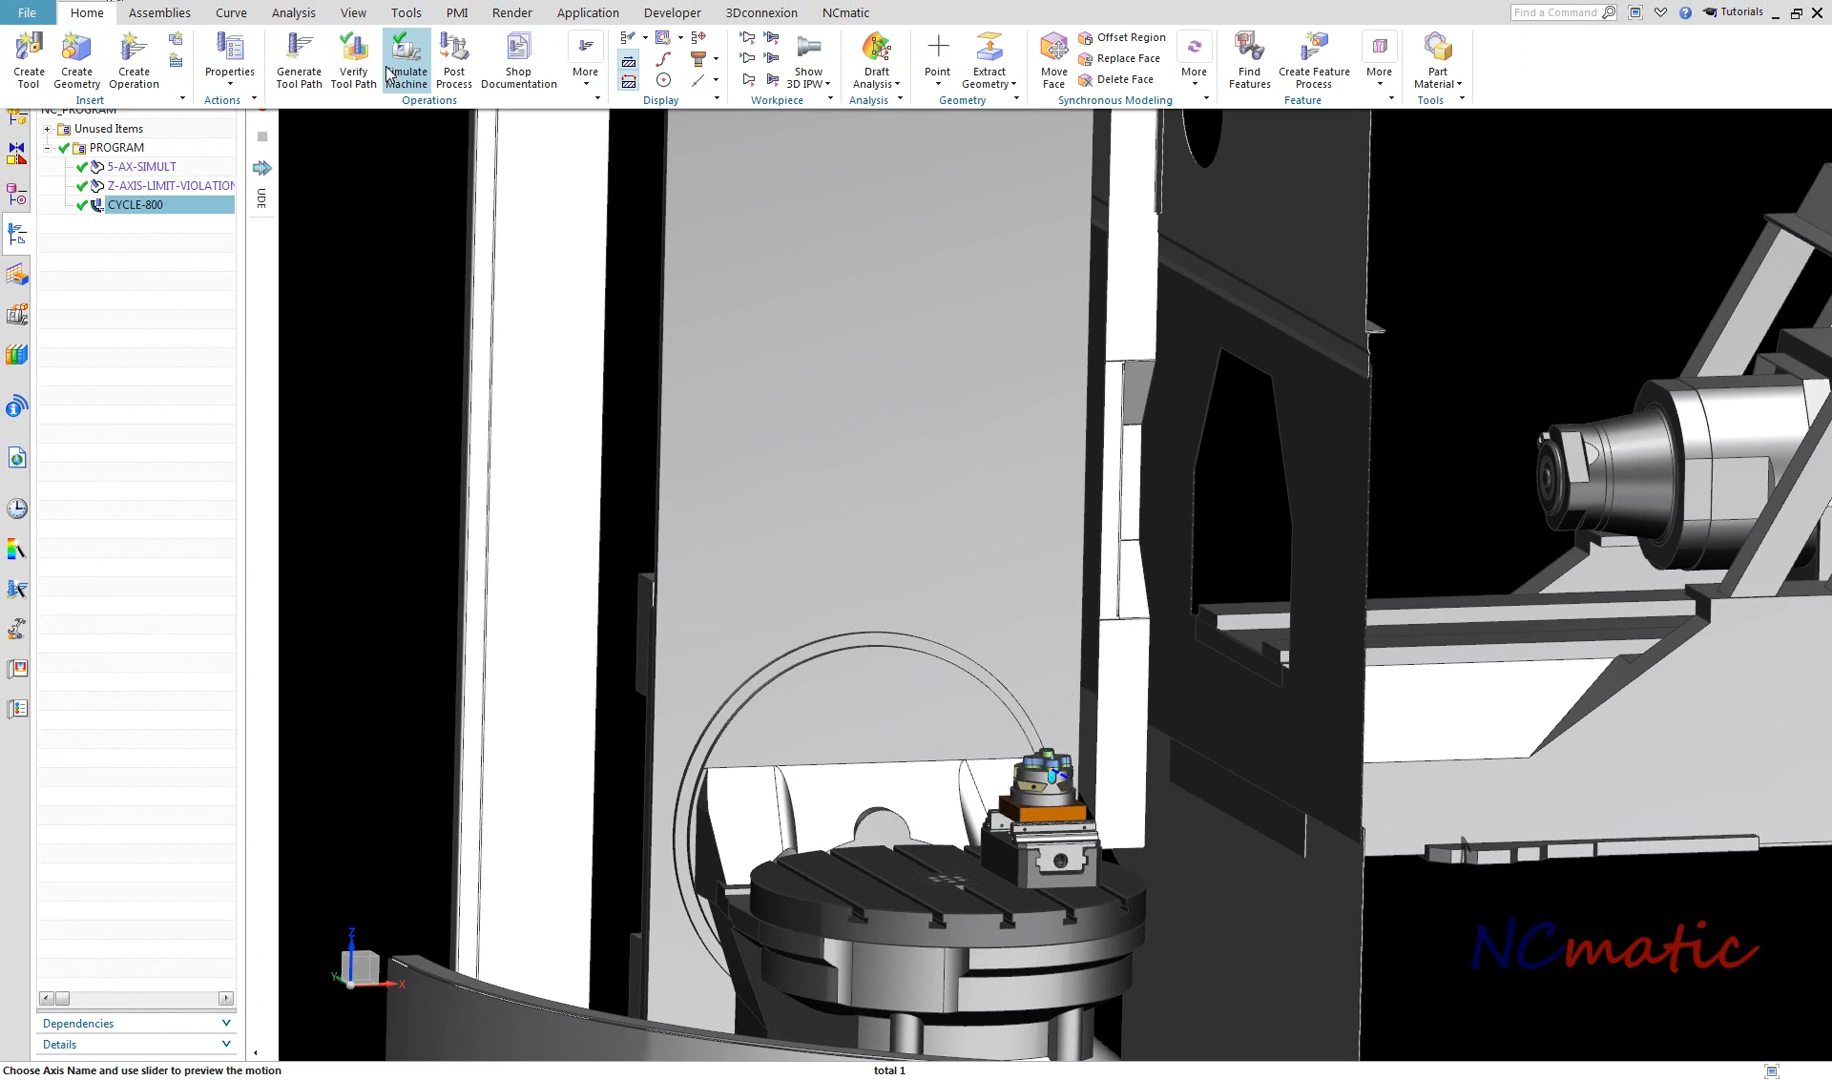 File Home Assemblies Curve Analysis View Tools PMI Render Application Developer 3Dconnexion NCmatic Find a Command Tutorials
Create Tool
Create Geometry
Create Operation
Properties
Generate Tool Path
Verify Tool Path
Simulate Machine
Post Process
Shop Documentation
More
Show 3D IPW
Draft Analysis
Point
Extract Geometry
Move Face
Offset Region
Replace Face
Delete Face
More
Find Features
Create Feature Process
More
Part Material
Insert Actions Operations Display Workpiece Analysis Geometry Synchronous Modeling Feature Tools
NC_PROGRAM
Unused Items
PROGRAM
5-AX-SIMULT
Z-AXIS-LIMIT-VIOLATION
CYCLE-800
UDE
Z
Y
X
NCmatic
Dependencies
Details
Choose Axis Name and use slider to preview the motion
total 1